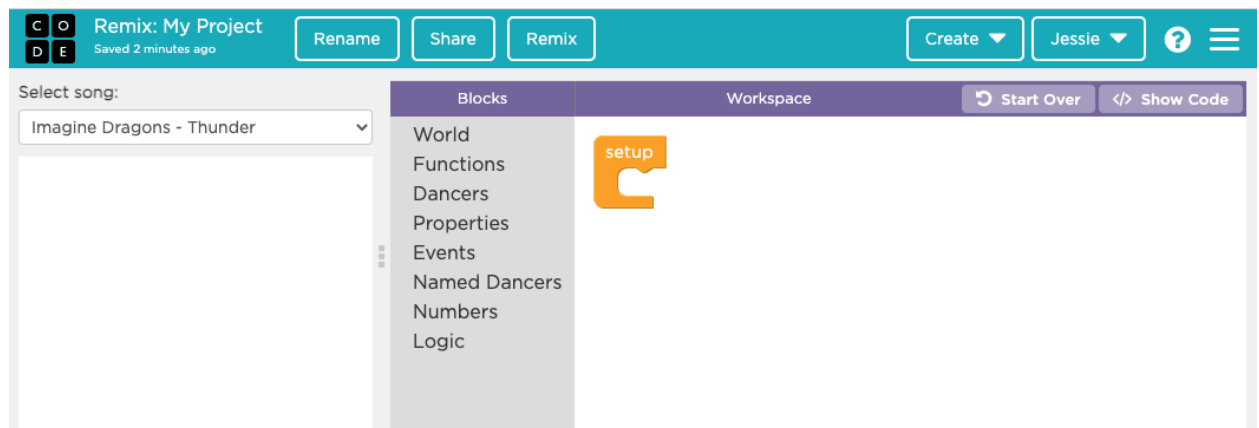 CODE
Remix: My Project
Saved 2 minutes ago
Rename
Share
Remix
Create
Jessie
?
Select song:
Imagine Dragons - Thunder
Blocks
Workspace
Start Over
</> Show Code
World
Functions
Dancers
Properties
Events
Named Dancers
Numbers
Logic
setup